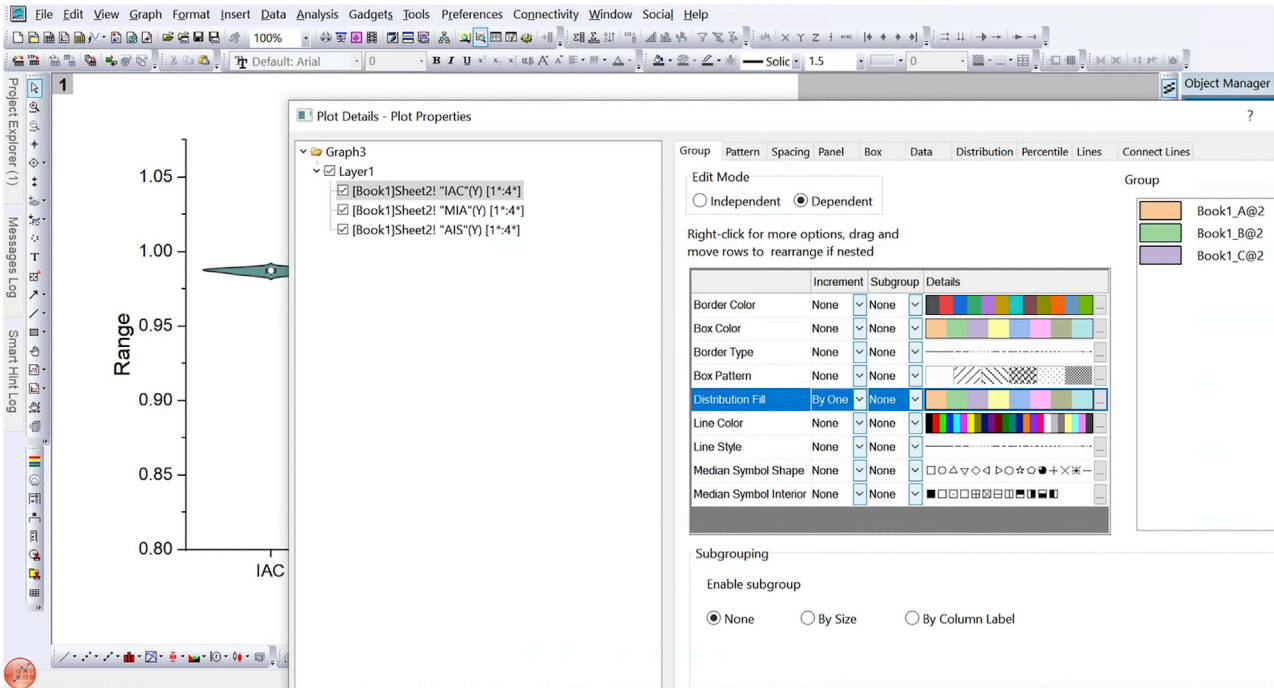 File Edit View Graph Format Insert Data Analysis Gadgets Tools Preferences Connectivity Window Social Help
100%
Default: Arial 0 B I U Solic 1.5 0
Project Explorer (1)
Messages Log
Smart Hint Log
1
Object Manager
Plot Details - Plot Properties ?
Graph3
Layer1
[Book1]Sheet2! "IAC"(Y) [1*:4*]
[Book1]Sheet2! "MIA"(Y) [1*:4*]
[Book1]Sheet2! "AIS"(Y) [1*:4*]
Range
1.05
1.00
0.95
0.90
0.85
0.80
IAC
Group Pattern Spacing Panel Box Data Distribution Percentile Lines Connect Lines
Edit Mode
Independent Dependent
Right-click for more options, drag and
move rows to rearrange if nested
Increment Subgroup Details
Border Color None None ...
Box Color None None ...
Border Type None None ...
Box Pattern None None ...
Distribution Fill By One None ...
Line Color None None ...
Line Style None None ...
Median Symbol Shape None None ...
Median Symbol Interior None None ...
Group
Book1_A@2
Book1_B@2
Book1_C@2
Subgrouping
Enable subgroup
None By Size By Column Label